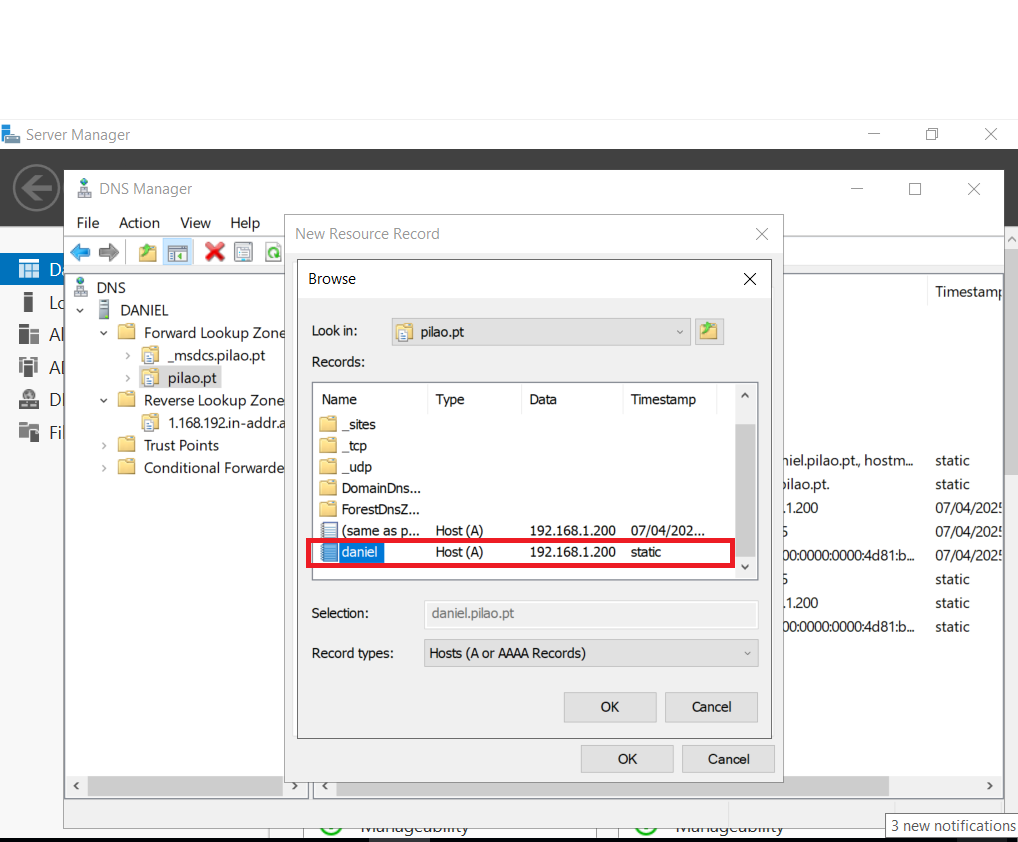 Server Manager
DNS Manager
File Action View Help
New Resource Record
Browse
DNS
DANIEL
Forward Lookup Zone
_msdcs.pilao.pt
pilao.pt
Reverse Lookup Zone
1.168.192.in-addr.a
Trust Points
Conditional Forwarde
Look in: pilao.pt
Records:
Name Type Data Timestamp
_sites
_tcp
_udp
DomainDns...
ForestDnsZ...
(same as p... Host (A) 192.168.1.200 07/04/202...
daniel Host (A) 192.168.1.200 static
Selection: daniel.pilao.pt
Record types: Hosts (A or AAAA Records)
OK Cancel
OK Cancel
Timestamp
niel.pilao.pt., hostm... static
pilao.pt. static
.1.200 07/04/2025
5 07/04/2025
00:0000:0000:4d81:b... 07/04/2025
5 static
.1.200 static
00:0000:0000:4d81:b... static
Manageability Manageability
3 new notifications